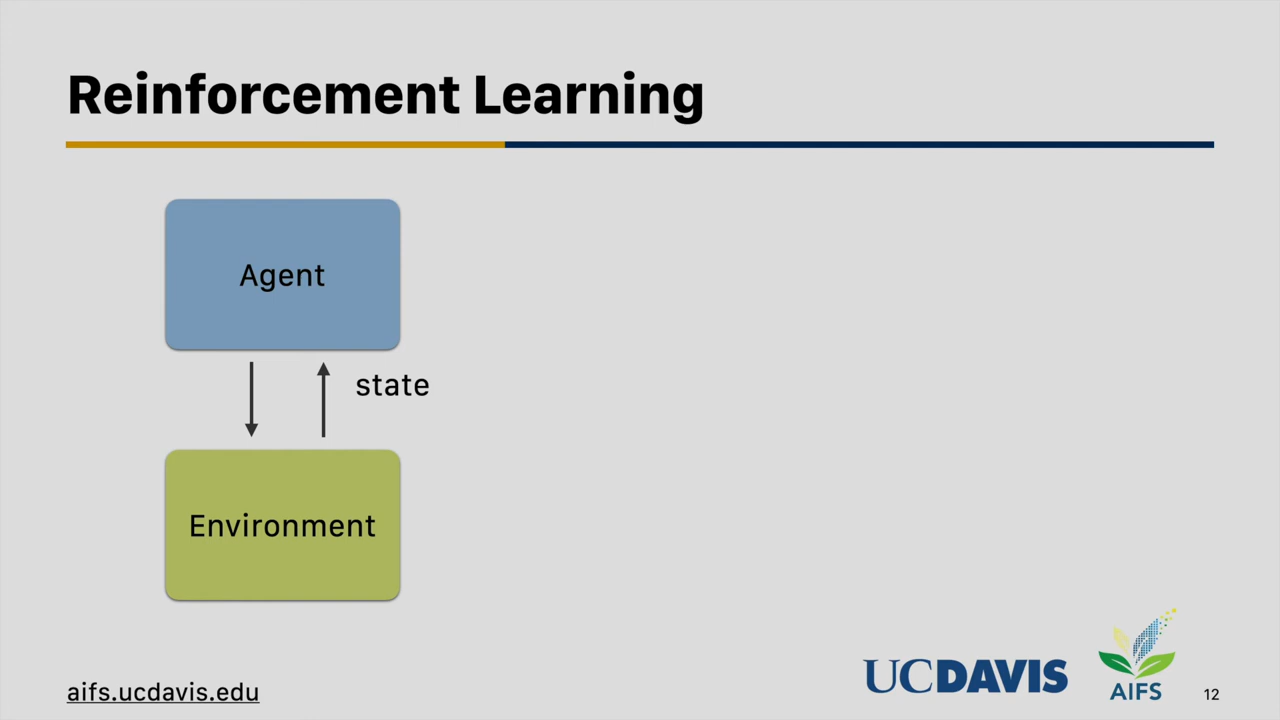 Reinforcement Learning
Agent
state
Environment
aifs.ucdavis.edu
UCDAVIS
AIFS
12